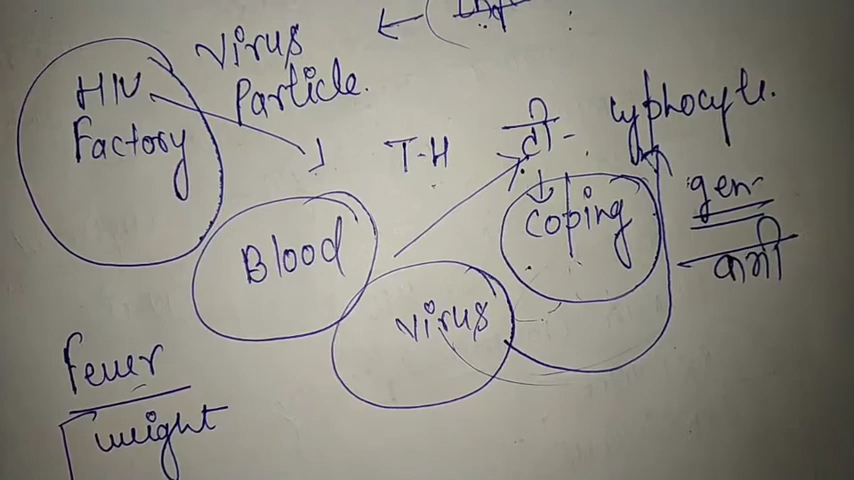 Virus
Particle.
HIV
Factory
T-H
टी- Lyphocyte.
Blood
Coping
gen-
कमी
Virus
Fever
weight